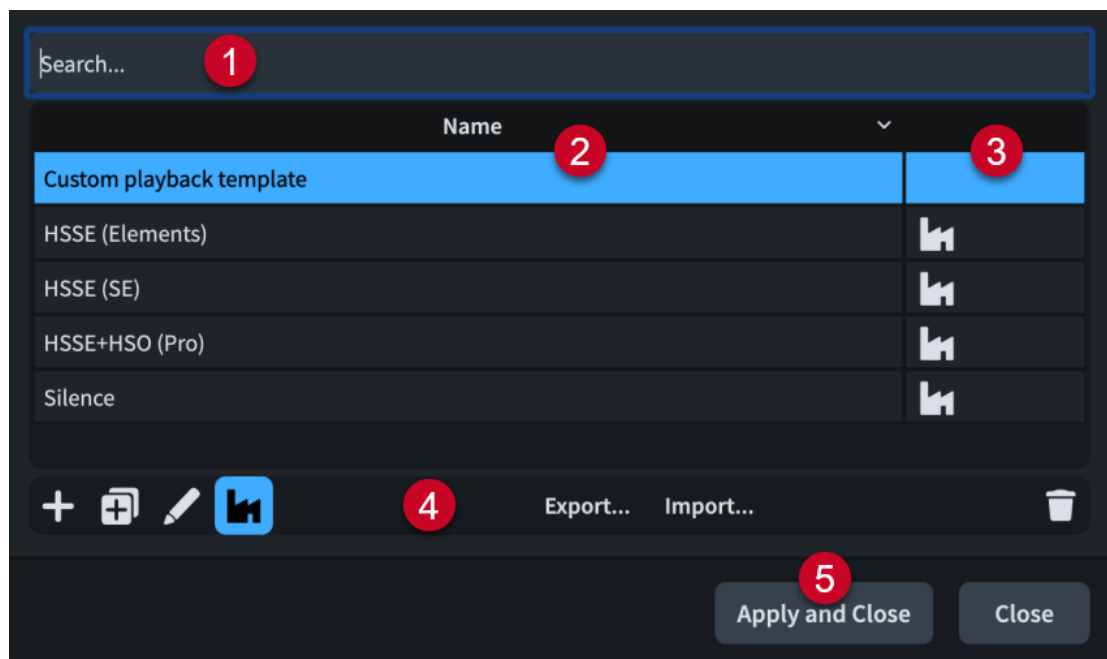 Search...
1
Name
2
3
Custom playback template
HSSE (Elements)
HSSE (SE)
HSSE+HSO (Pro)
Silence
4
Export... Import...
5
Apply and Close Close